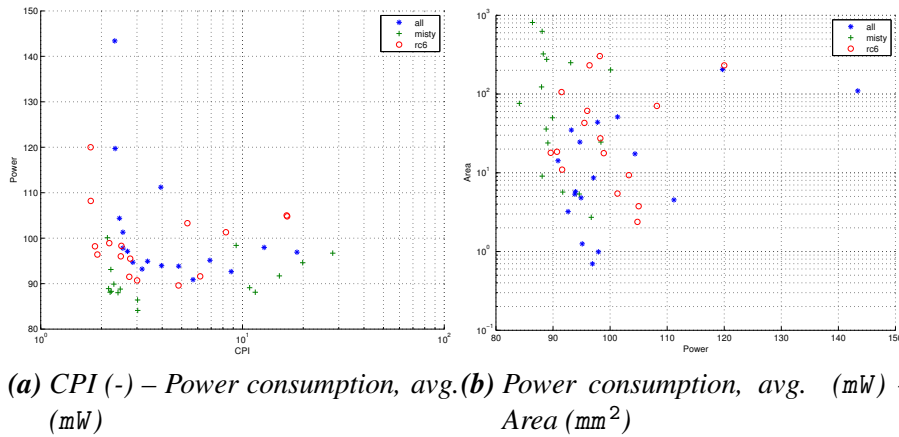 150
140
130
120
110
100
90
80
Power
10^0
10^1
10^2
CPI
all
misty
rc6
10^3
10^2
10^1
10^0
10^-1
Area
80
90
100
110
120
130
140
150
Power
all
misty
rc6
(a) CPI (-) – Power consumption, avg.
(mW)
(b) Power consumption, avg. (mW) -
Area (mm²)